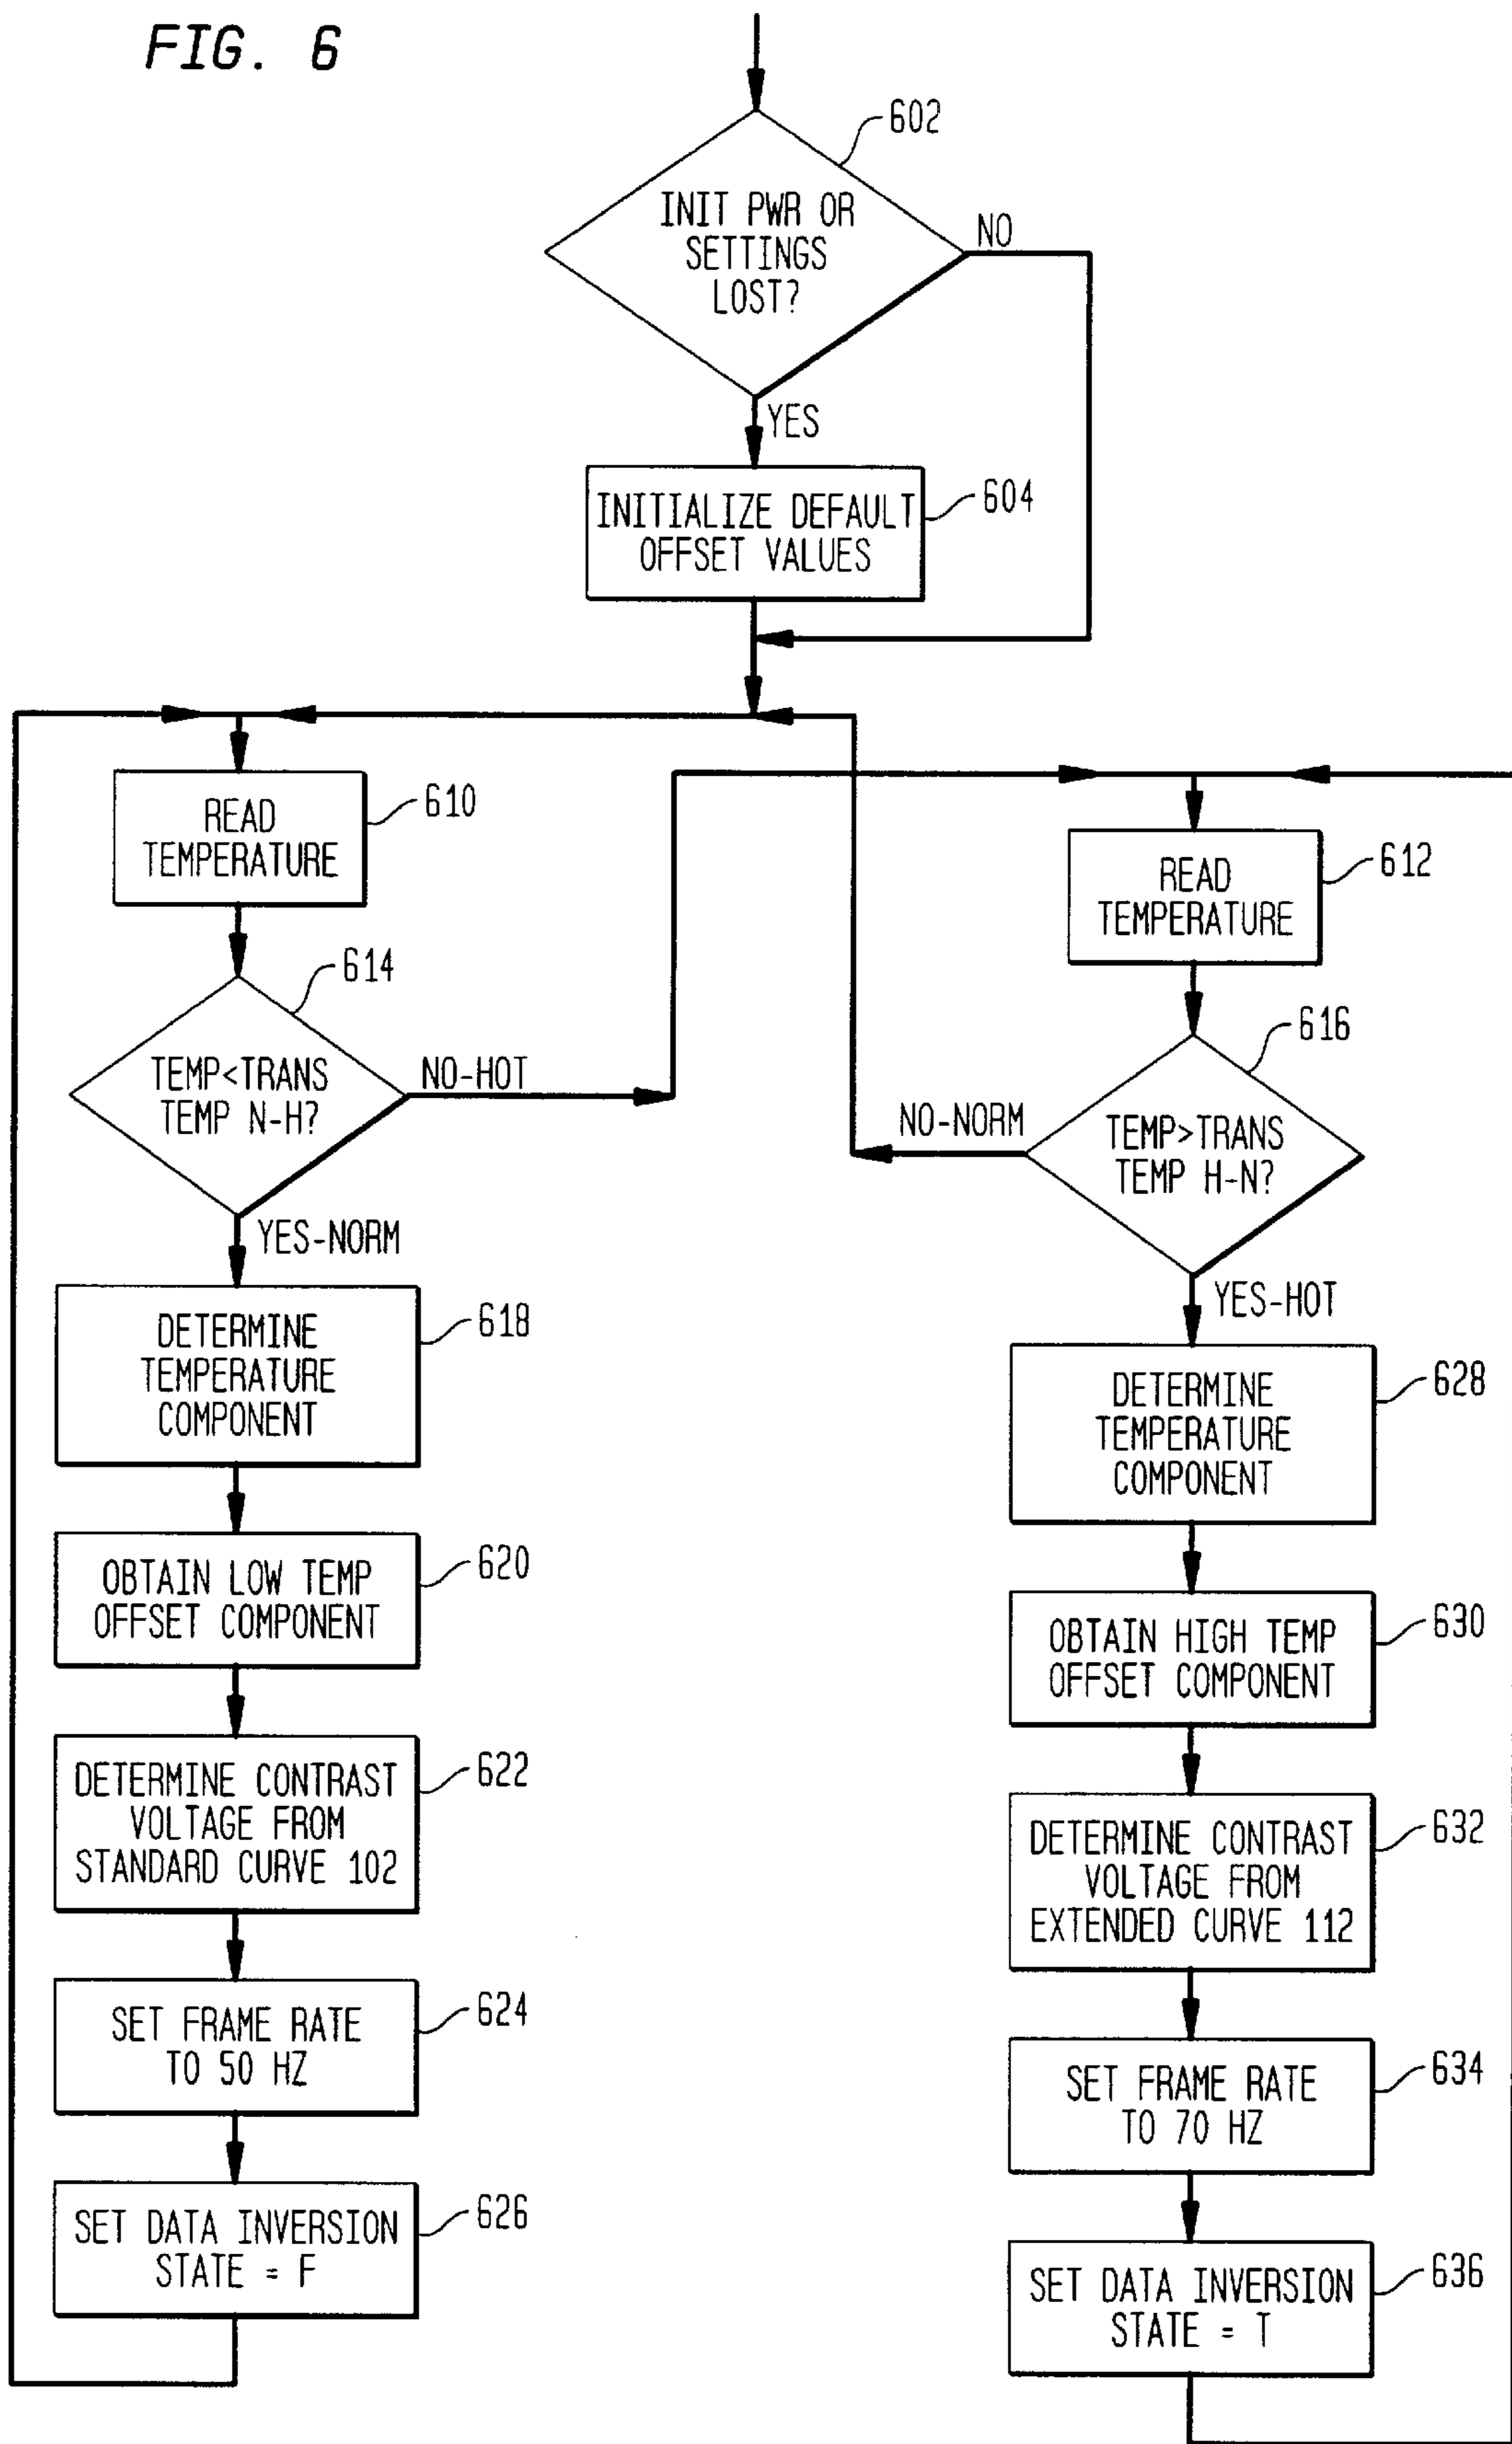 FIG. 6
602
INIT PWR OR
SETTINGS
LOST?
NO
YES
604
INITIALIZE DEFAULT
OFFSET VALUES
610
READ
TEMPERATURE
614
TEMP<TRANS
TEMP N-H?
NO-HOT
YES-NORM
618
DETERMINE
TEMPERATURE
COMPONENT
620
OBTAIN LOW TEMP
OFFSET COMPONENT
622
DETERMINE CONTRAST
VOLTAGE FROM
STANDARD CURVE 102
624
SET FRAME RATE
TO 50 HZ
626
SET DATA INVERSION
STATE = F
612
READ
TEMPERATURE
616
TEMP>TRANS
TEMP H-N?
NO-NORM
YES-HOT
628
DETERMINE
TEMPERATURE
COMPONENT
630
OBTAIN HIGH TEMP
OFFSET COMPONENT
632
DETERMINE CONTRAST
VOLTAGE FROM
EXTENDED CURVE 112
634
SET FRAME RATE
TO 70 HZ
636
SET DATA INVERSION
STATE = T